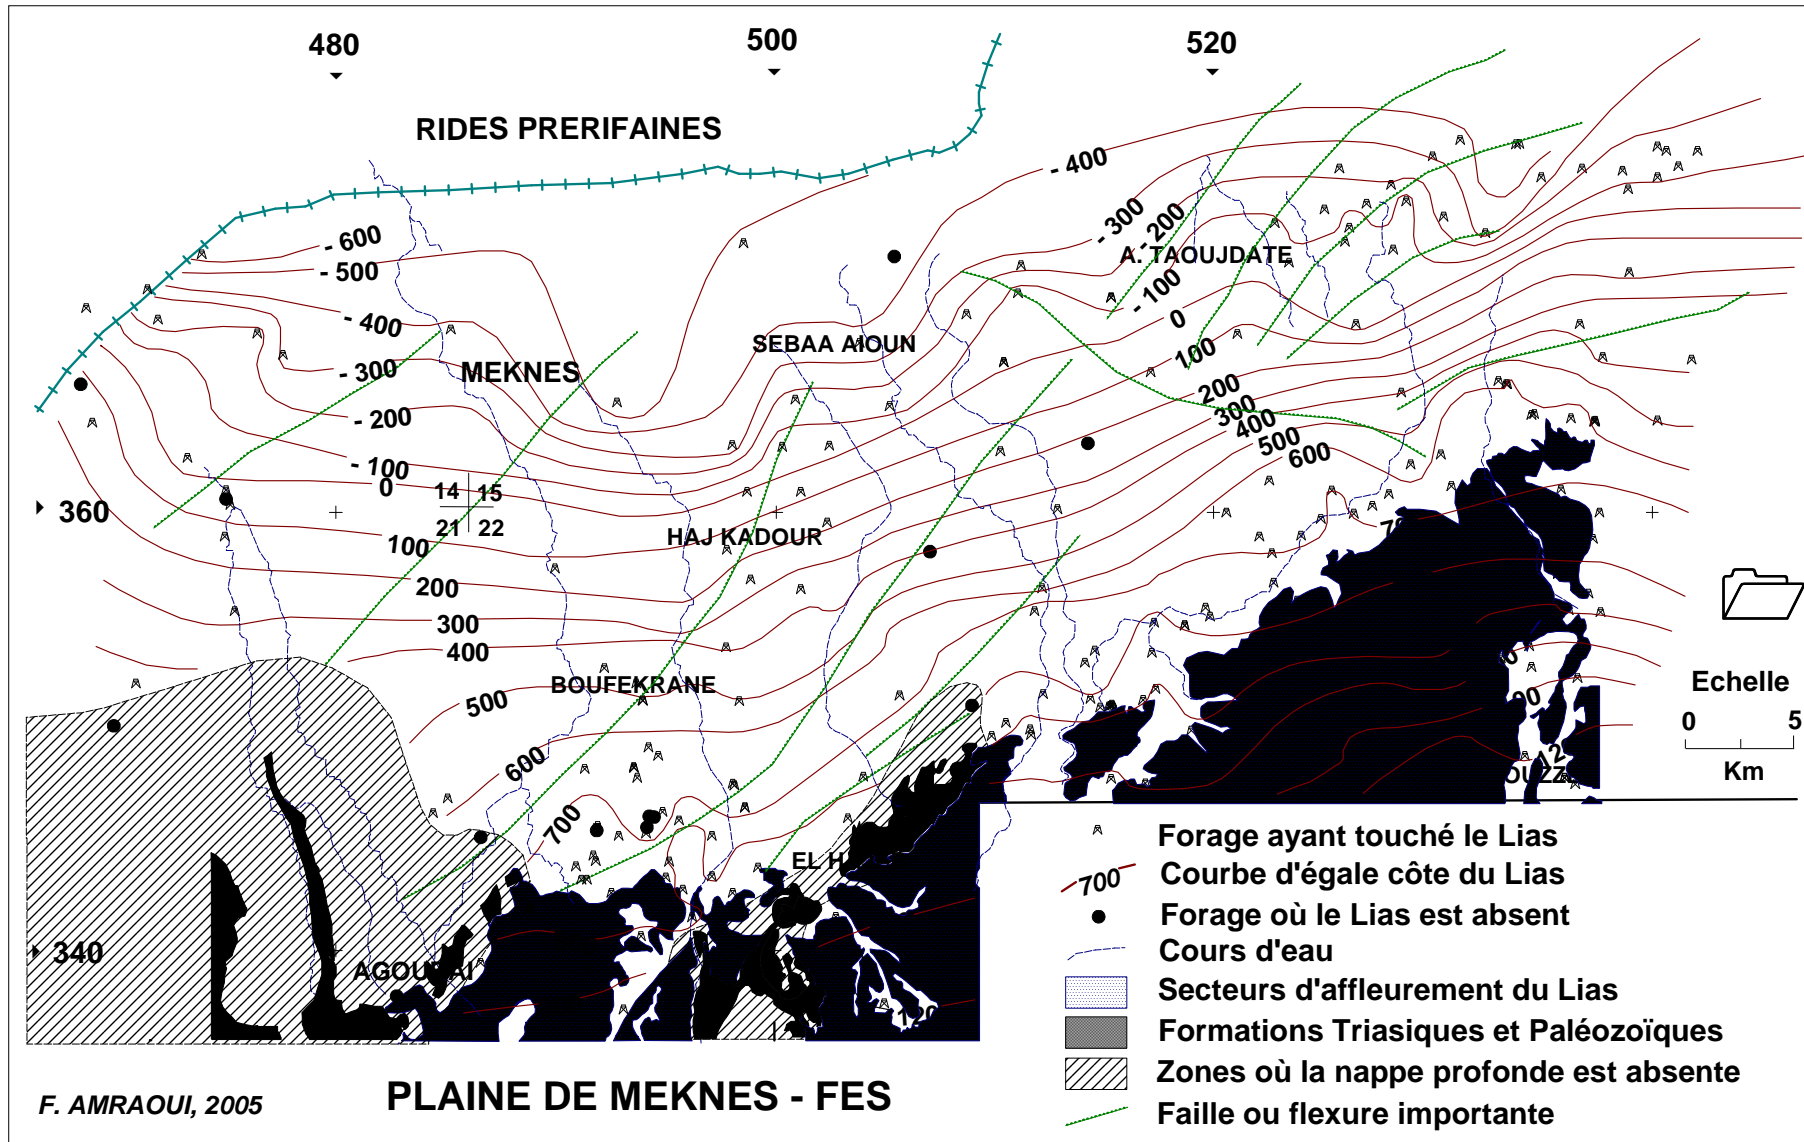 480
500
520
RIDES PRERIFAINES
- 400
- 600
- 500
- 300
- 200
A. TAOUJDATE
- 100
0
- 400
SEBAA AIOUN
100
- 300
MEKNES
200
300
400
500
600
- 200
- 100
0
14 15
21 22
360
HAJ KADOUR
100
200
300
400
500
BOUFEKRANE
600
700
Echelle
0 5
Km
340
PLAINE DE MEKNES - FES
F. AMRAOUI, 2005
Forage ayant touché le Lias
700 Courbe d'égale côte du Lias
Forage où le Lias est absent
Cours d'eau
Secteurs d'affleurement du Lias
Formations Triasiques et Paléozoïques
Zones où la nappe profonde est absente
Faille ou flexure importante